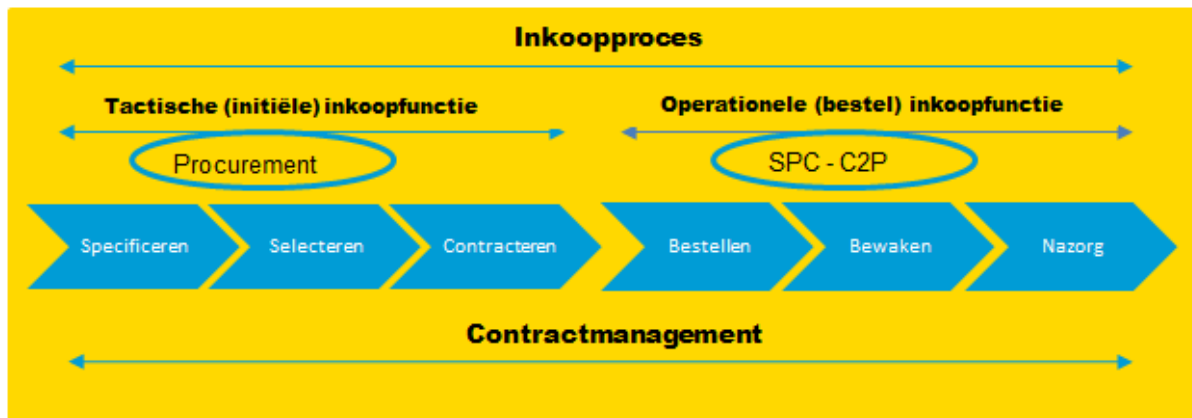 Inkoopproces
Tactische (initiële) inkoopfunctie
Operationele (bestel) inkoopfunctie
Procurement
SPC - C2P
Specificeren
Selecteren
Contracteren
Bestellen
Bewaken
Nazorg
Contractmanagement